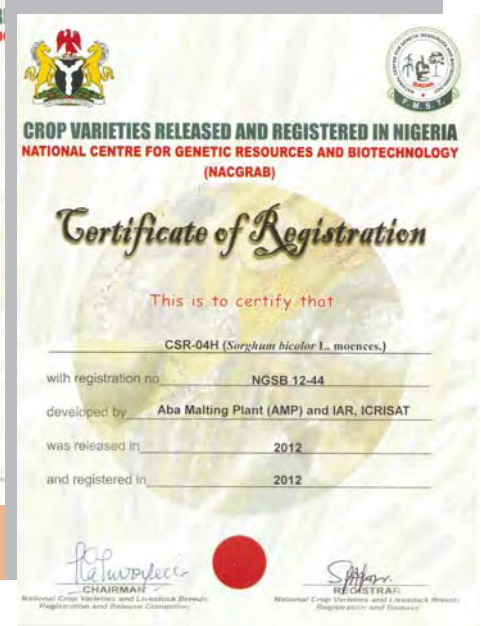 IBADAN
F. M. S. T.
CROP VARIETIES RELEASED AND REGISTERED IN NIGERIA
NATIONAL CENTRE FOR GENETIC RESOURCES AND BIOTECHNOLOGY
(NACGRAB)
Certificate of Registration
This is to certify that
CSR-04H (Sorghum bicolor L. moences.)
with registration no NGSB 12-44
developed by Aba Malting Plant (AMP) and IAR, ICRISAT
was released in 2012
and registered in 2012
CHAIRMAN
National Crop Varieties and Livestock Breeds
Registration and Release Committee
REGISTRAR
National Crop Varieties and Livestock Breeds
Registration and Release